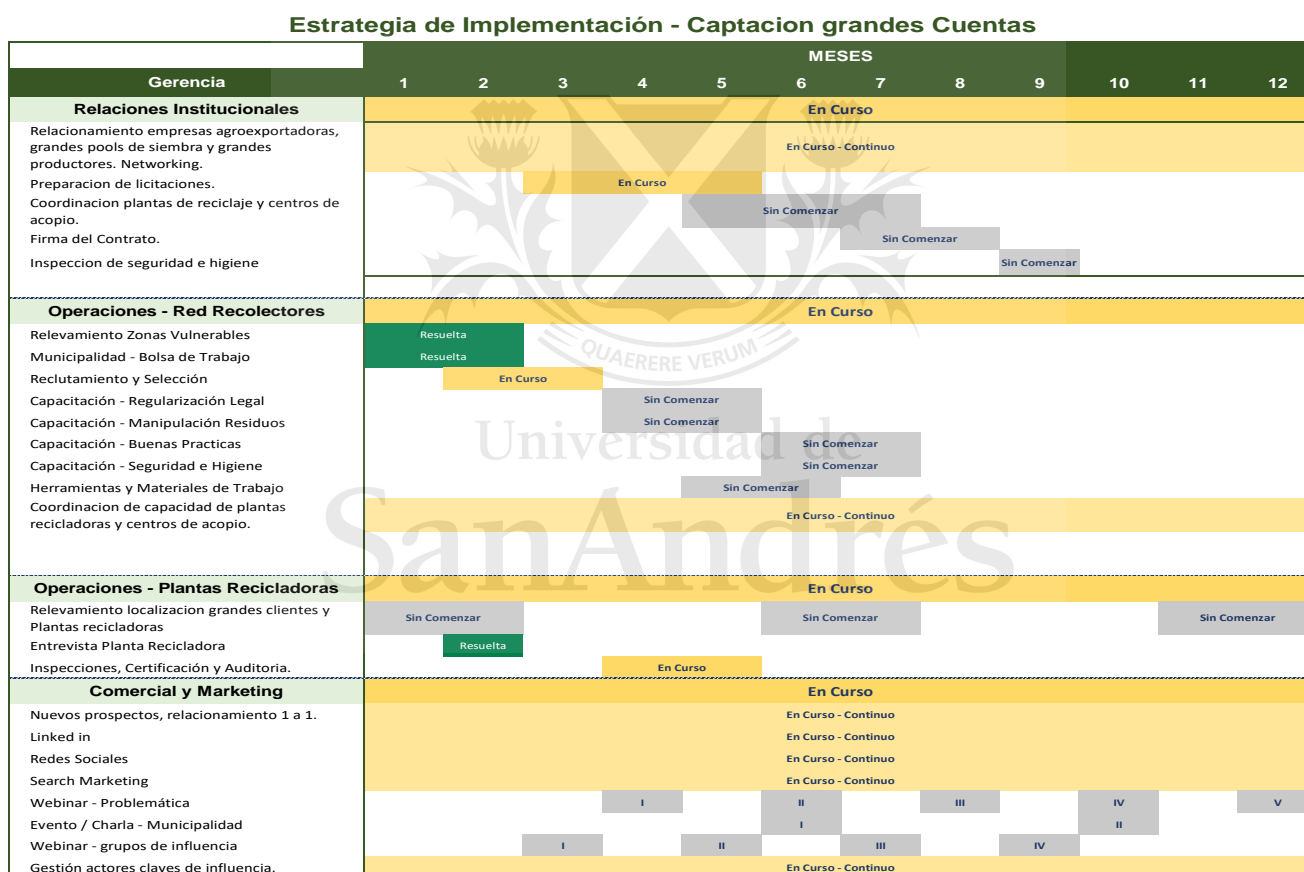 Estrategia de Implementación - Captacion grandes Cuentas
MESES
Gerencia 1 2 3 4 5 6 7 8 9 10 11 12
Relaciones Institucionales En Curso
Relacionamiento empresas agroexportadoras,
grandes pools de siembra y grandes
productores. Networking.
En Curso - Continuo
Preparacion de licitaciones. En Curso
Coordinacion plantas de reciclaje y centros de
acopio.
Sin Comenzar
Firma del Contrato. Sin Comenzar
Inspeccion de seguridad e higiene Sin Comenzar
Operaciones - Red Recolectores En Curso
Relevamiento Zonas Vulnerables Resuelta
Municipalidad - Bolsa de Trabajo Resuelta
Reclutamiento y Selección En Curso
Capacitación - Regularización Legal Sin Comenzar
Capacitación - Manipulación Residuos Sin Comenzar
Capacitación - Buenas Practicas Sin Comenzar
Capacitación - Seguridad e Higiene Sin Comenzar
Herramientas y Materiales de Trabajo Sin Comenzar
Coordinacion de capacidad de plantas
recicladoras y centros de acopio.
En Curso - Continuo
Operaciones - Plantas Recicladoras En Curso
Relevamiento localizacion grandes clientes y
Plantas recicladoras
Sin Comenzar Sin Comenzar Sin Comenzar
Entrevista Planta Recicladora Resuelta
Inspecciones, Certificación y Auditoria. En Curso
Comercial y Marketing En Curso
Nuevos prospectos, relacionamiento 1 a 1. En Curso - Continuo
Linked in En Curso - Continuo
Redes Sociales En Curso - Continuo
Search Marketing En Curso - Continuo
Webinar - Problemática I II III IV V
Evento / Charla - Municipalidad I II
Webinar - grupos de influencia I II III IV
Gestión actores claves de influencia. En Curso - Continuo
QUAERERE VERUM
Universidad de
SanAndrés